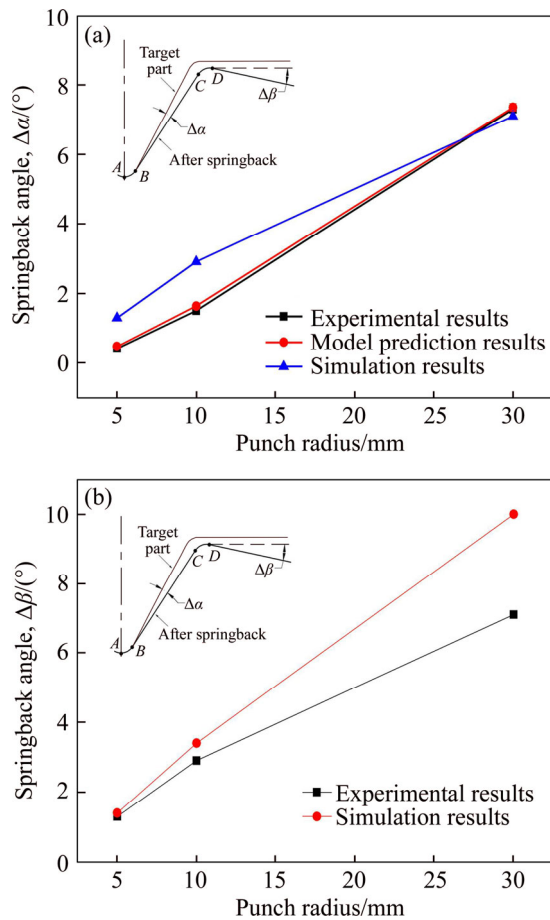 (a)
10
8
6
4
2
0
Springback angle, Δα/(°)
Target
part
C
D
Δβ
Δα
After springback
A
B
Experimental results
Model prediction results
Simulation results
5
10
15
20
25
30
Punch radius/mm
(b)
10
8
6
4
2
0
Springback angle, Δβ/(°)
Target
part
C
D
Δβ
Δα
After springback
A
B
Experimental results
Simulation results
5
10
15
20
25
30
Punch radius/mm